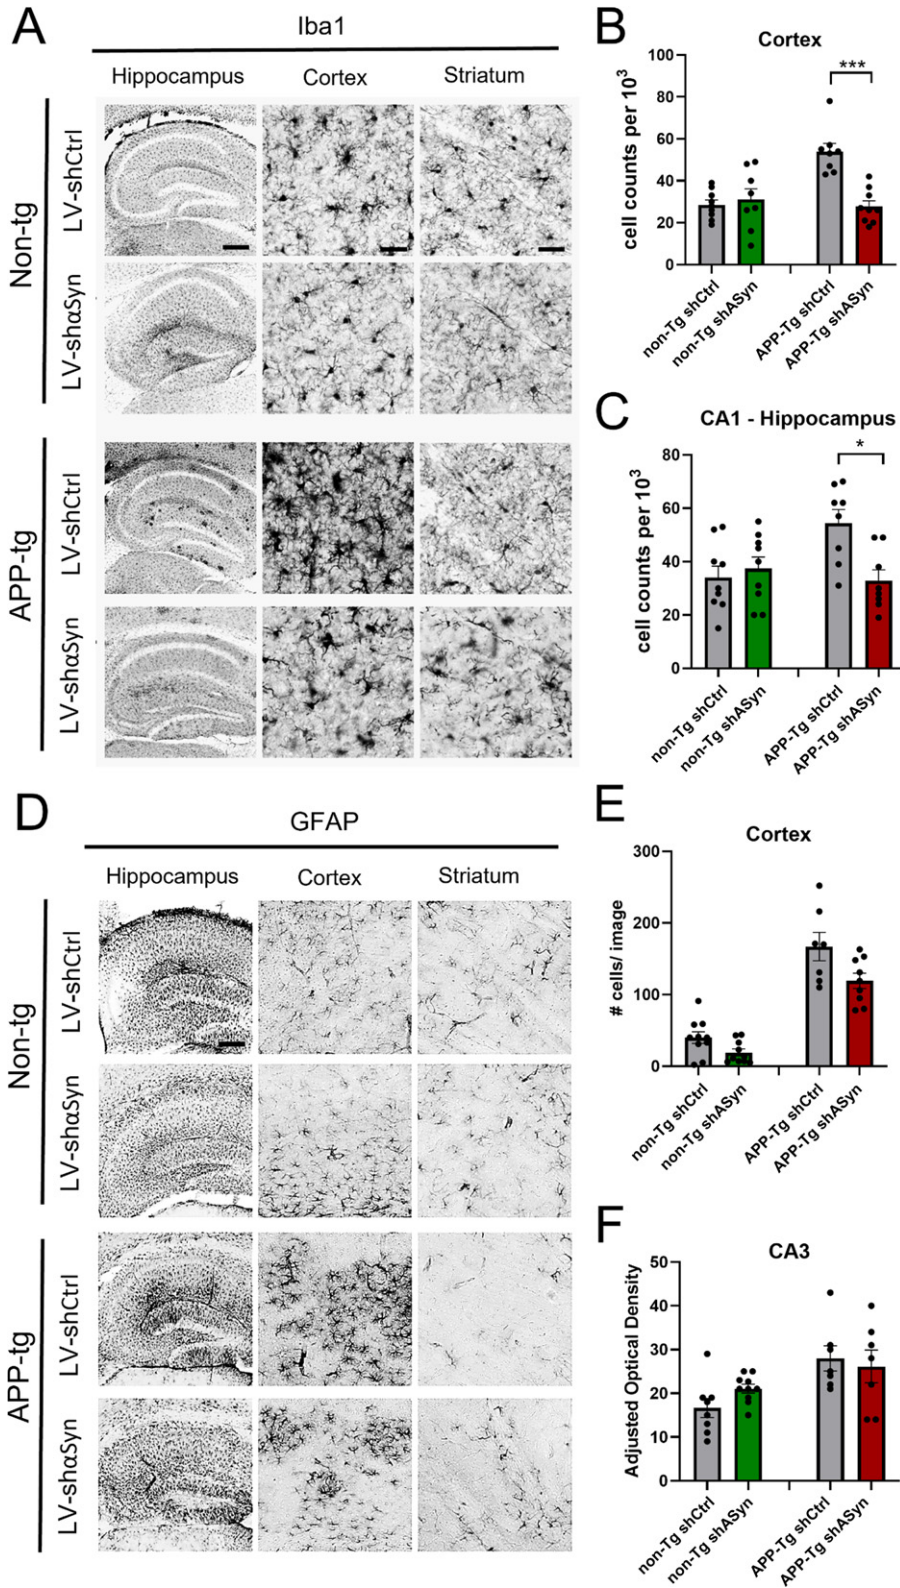 A
Iba1
Hippocampus
Cortex
Striatum
Non-tg
LV-shCtrl
LV-shαSyn
APP-tg
LV-shCtrl
LV-shαSyn
B
Cortex
cell counts per 10³
100
80
60
40
20
0
***
non-Tg shCtrl
non-Tg shASyn
APP-Tg shCtrl
APP-Tg shASyn
C
CA1 - Hippocampus
cell counts per 10³
80
60
40
20
0
*
non-Tg shCtrl
non-Tg shASyn
APP-Tg shCtrl
APP-Tg shASyn
D
GFAP
Hippocampus
Cortex
Striatum
Non-tg
LV-shCtrl
LV-shαSyn
APP-tg
LV-shCtrl
LV-shαSyn
E
Cortex
# cells/ image
300
200
100
0
non-Tg shCtrl
non-Tg shASyn
APP-Tg shCtrl
APP-Tg shASyn
F
CA3
Adjusted Optical Density
50
40
30
20
10
0
non-Tg shCtrl
non-Tg shASyn
APP-Tg shCtrl
APP-Tg shASyn